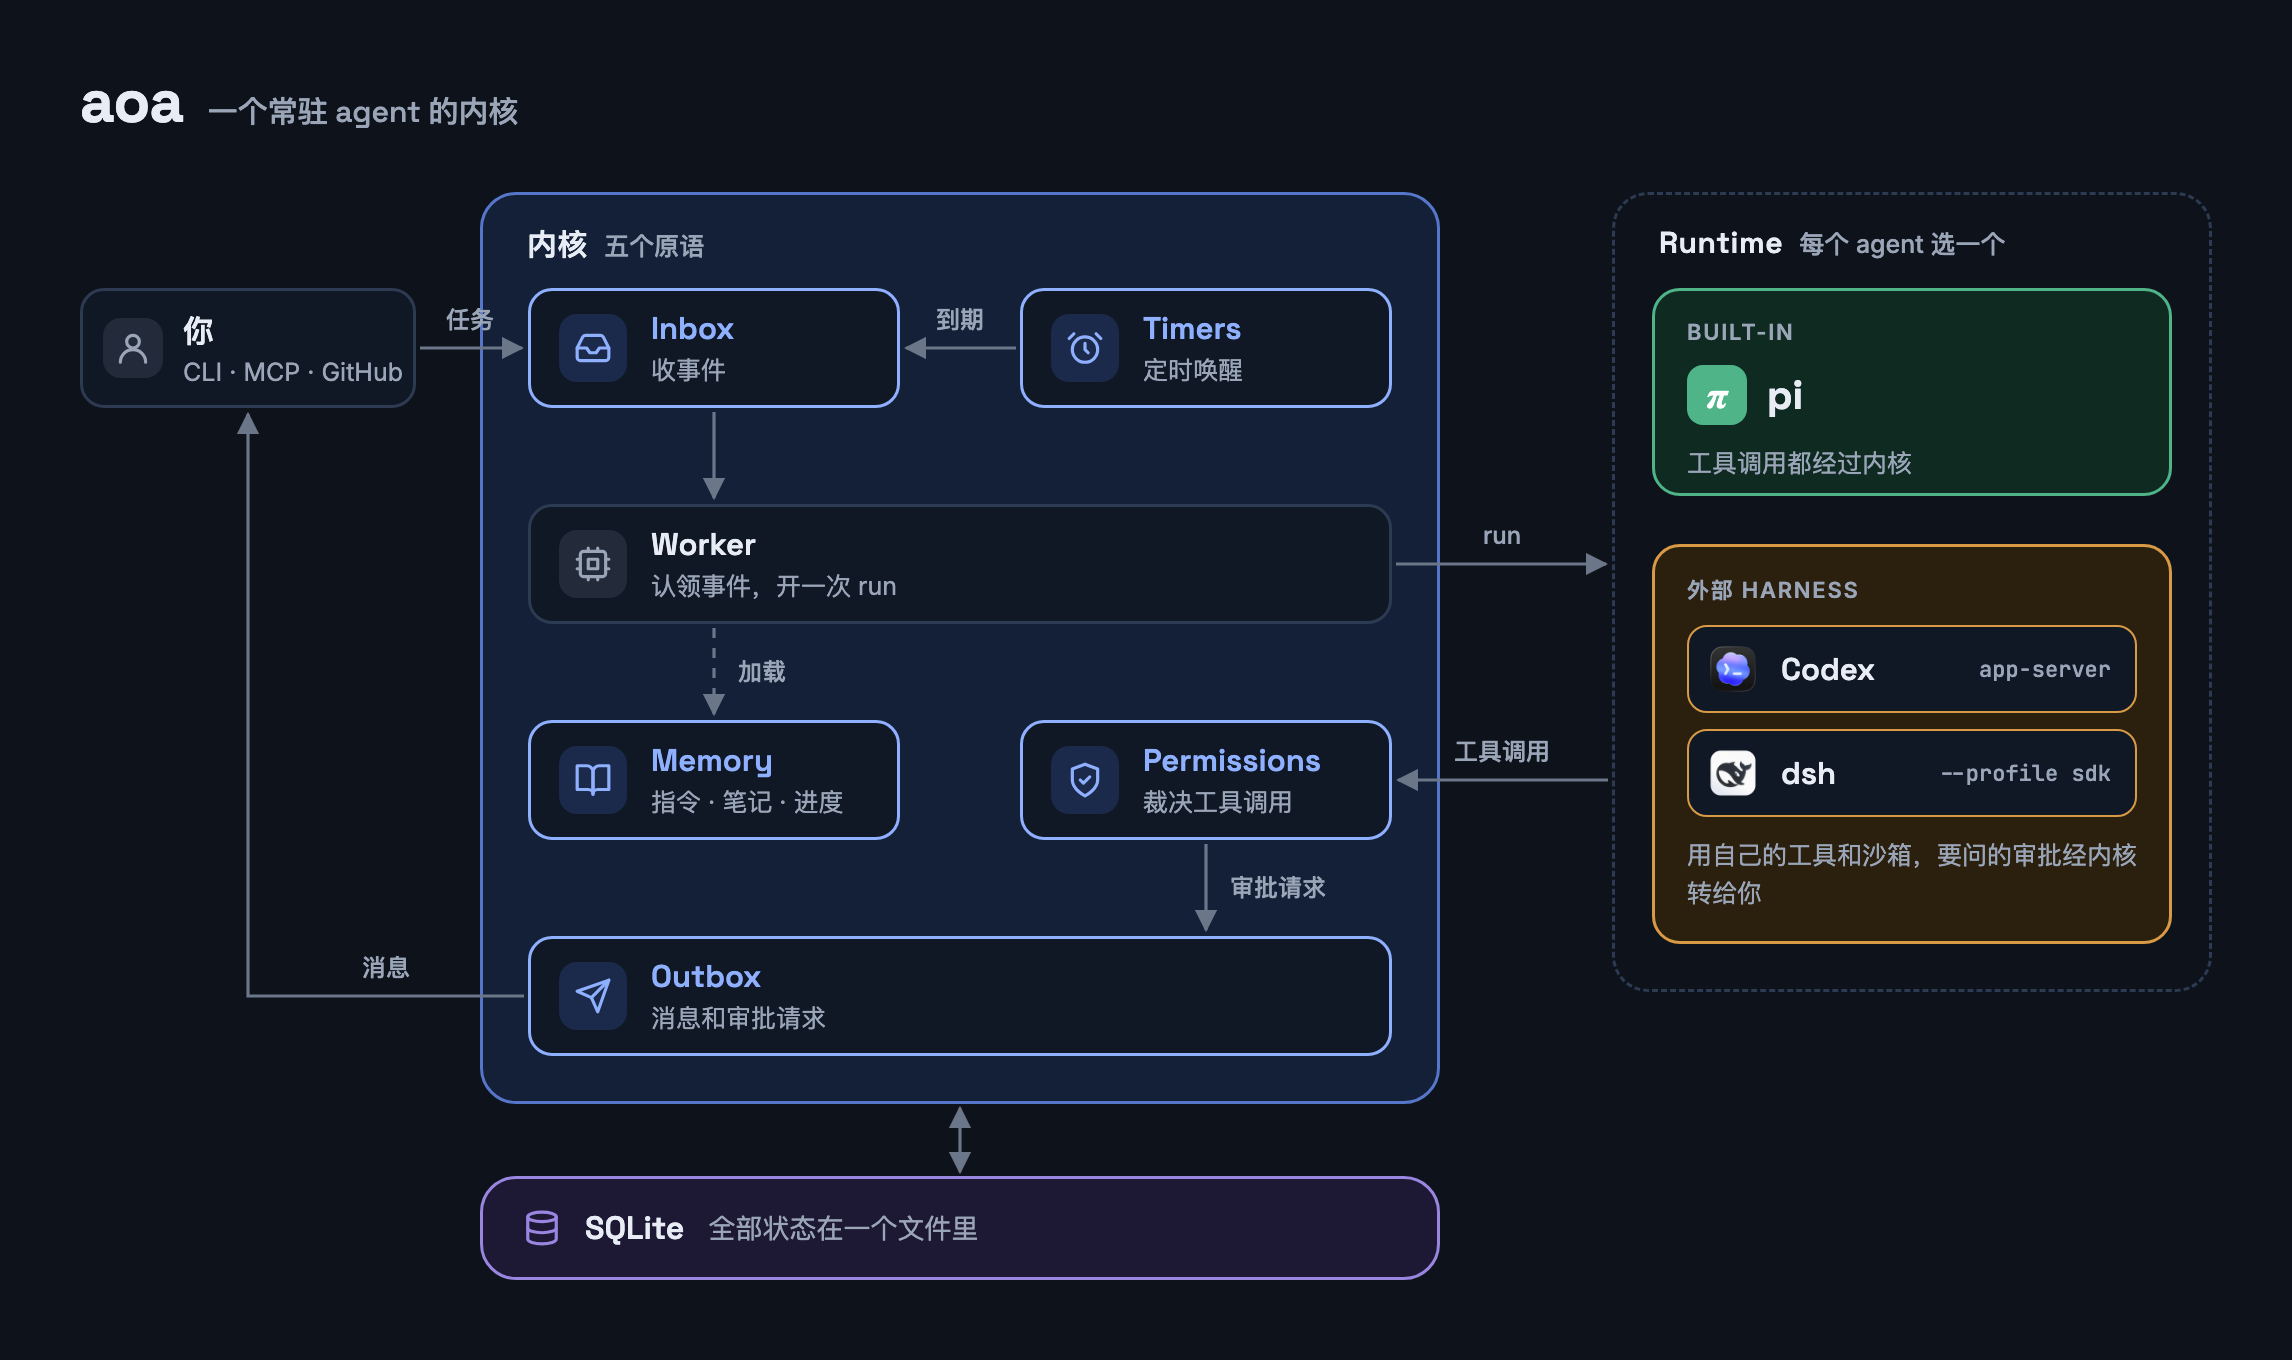 aoa 一个常驻 agent 的内核
内核 五个原语
Runtime 每个 agent 选一个
你
CLI · MCP · GitHub
任务
Inbox
收事件
到期
Timers
定时唤醒
BUILT-IN
π pi
工具调用都经过内核
Worker
认领事件，开一次 run
run
加载
外部 HARNESS
Codex app-server
dsh --profile sdk
用自己的工具和沙箱，要问的审批经内核
转给你
Memory
指令 · 笔记 · 进度
Permissions
裁决工具调用
工具调用
审批请求
消息
Outbox
消息和审批请求
SQLite 全部状态在一个文件里